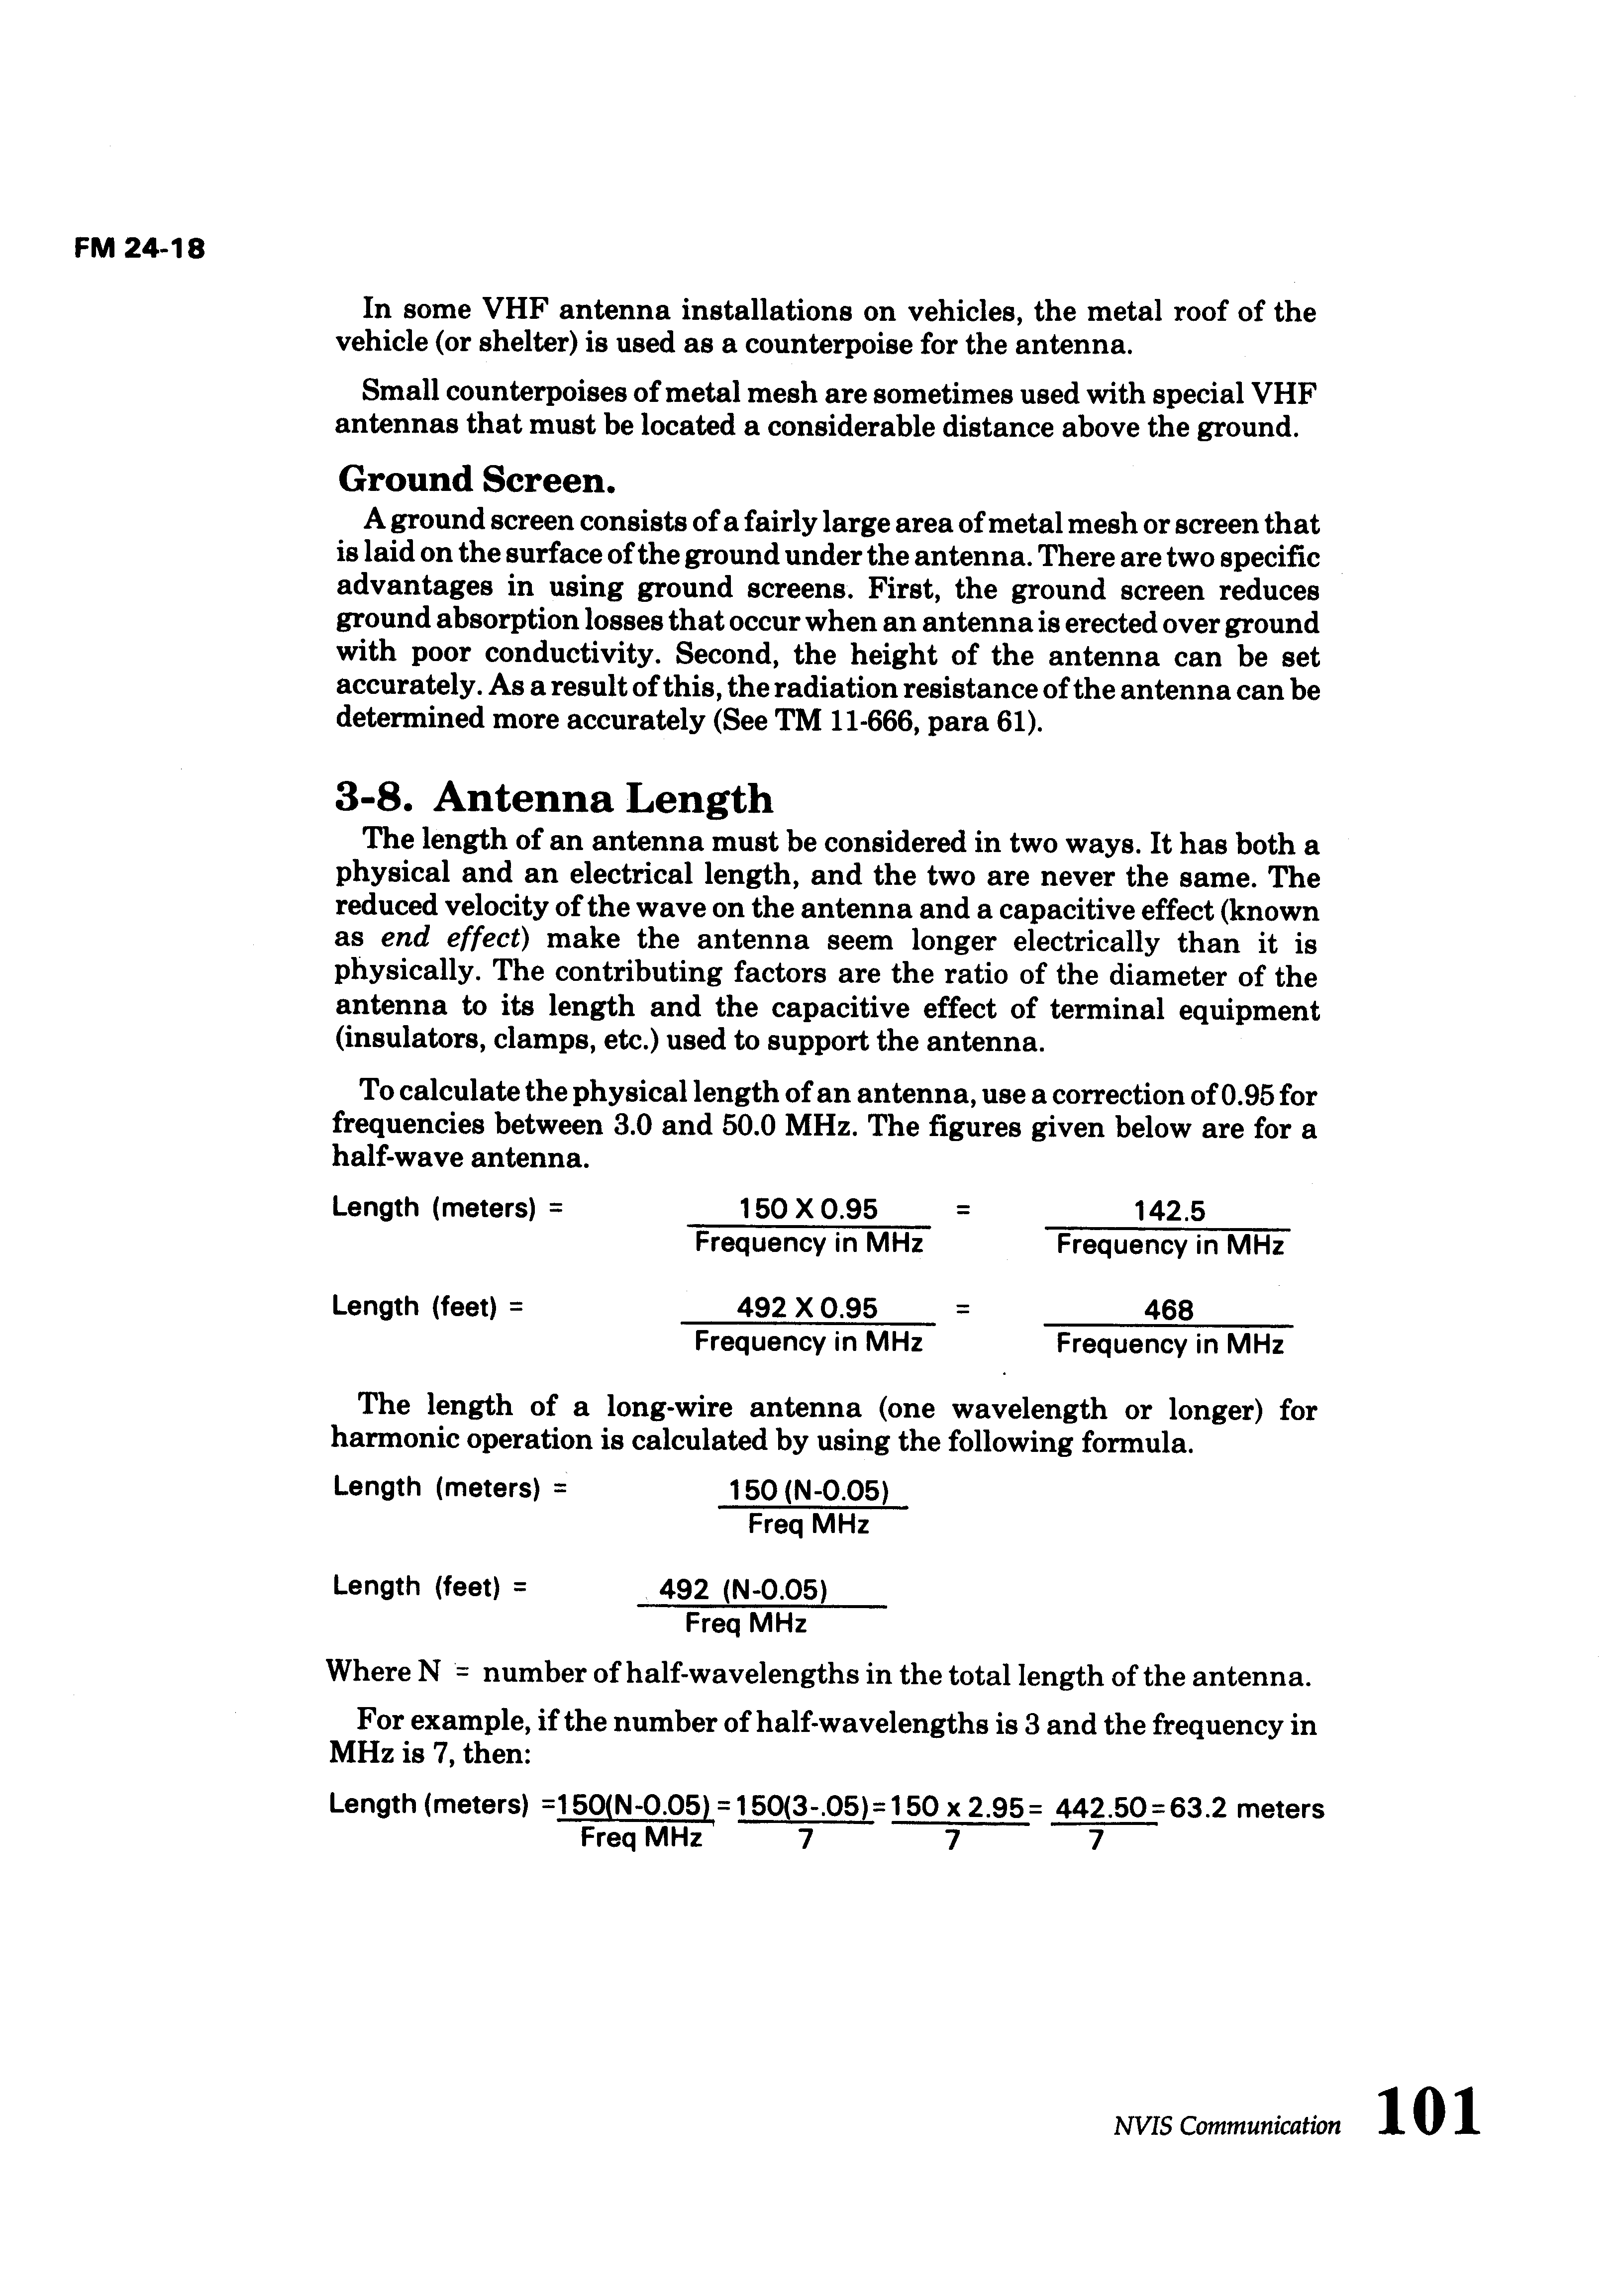 FM 24-18
In some VHF antenna installations on vehicles, the metal roof of the
vehicle (or shelter) is used as a counterpoise for the antenna.
Small counterpoises of metal mesh are sometimes used with special VHF
antennas that must be located a considerable distance above the ground.
Ground Screen.
A ground screen consists of a fairly large area of metal mesh or screen that
is laid on the surface of the ground under the antenna. There are two specific
advantages in using ground screens. First, the ground screen reduces
ground absorption losses that occur when an antenna is erected over ground
with poor conductivity. Second, the height of the antenna can be set
accurately. As a result of this, the radiation resistance of the antenna can be
determined more accurately (See TM 11-666, para 61).
3-8. Antenna Length
The length of an antenna must be considered in two ways. It has both a
physical and an electrical length, and the two are never the same. The
reduced velocity of the wave on the antenna and a capacitive effect (known
as end effect) make the antenna seem longer electrically than it is
physically. The contributing factors are the ratio of the diameter of the
antenna to its length and the capacitive effect of terminal equipment
(insulators, clamps, etc.) used to support the antenna.
To calculate the physical length of an antenna, use a correction of 0.95 for
frequencies between 3.0 and 50.0 MHz. The figures given below are for a
half-wave antenna.
Length (meters) = 150 X 0.95 = 142.5
Frequency in MHz Frequency in MHz
Length (feet) = 492 X 0.95 = 468
Frequency in MHz Frequency in MHz
The length of a long-wire antenna (one wavelength or longer) for
harmonic operation is calculated by using the following formula.
Length (meters) = 150 (N-0.05)
Freq MHz
Length (feet) = 492 (N-0.05)
Freq MHz
Where N = number of half-wavelengths in the total length of the antenna.
For example, if the number of half-wavelengths is 3 and the frequency in
MHz is 7, then:
Length (meters) =150(N-0.05) = 150(3-.05)= 150 x 2.95= 442.50=63.2 meters
Freq MHz 7 7 7
NVIS Communication 101